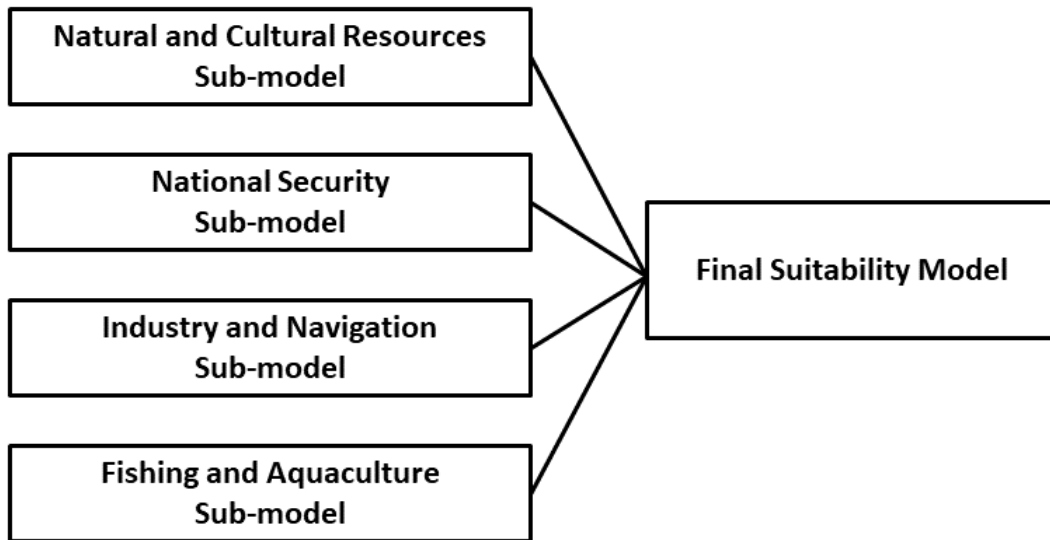 Natural and Cultural Resources
Sub-model
National Security
Sub-model
Industry and Navigation
Sub-model
Fishing and Aquaculture
Sub-model
Final Suitability Model